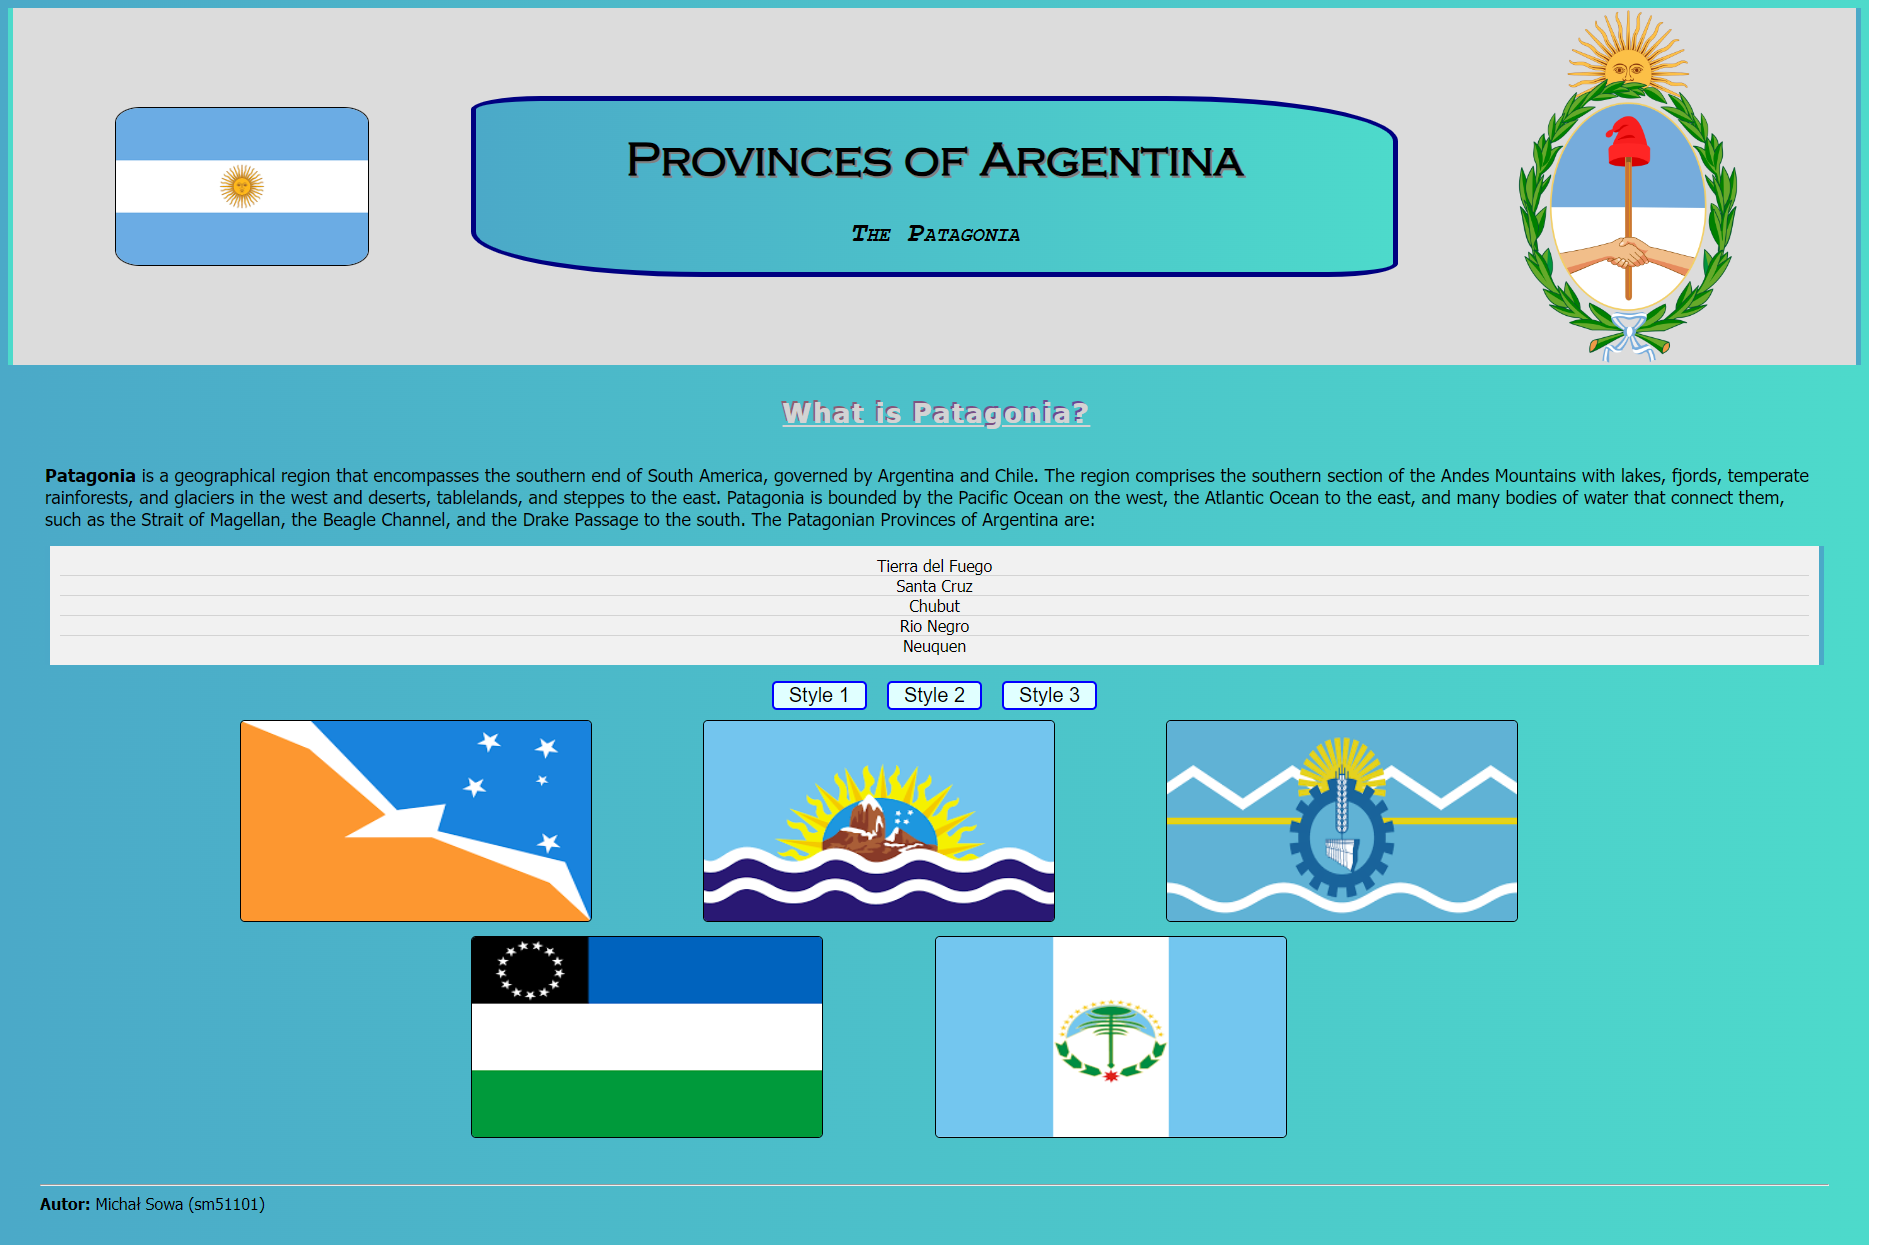 Provinces of Argentina
The Patagonia
What is Patagonia?
Patagonia is a geographical region that encompasses the southern end of South America, governed by Argentina and Chile. The region comprises the southern section of the Andes Mountains with lakes, fjords, temperate
rainforests, and glaciers in the west and deserts, tablelands, and steppes to the east. Patagonia is bounded by the Pacific Ocean on the west, the Atlantic Ocean to the east, and many bodies of water that connect them,
such as the Strait of Magellan, the Beagle Channel, and the Drake Passage to the south. The Patagonian Provinces of Argentina are:
Tierra del Fuego
Santa Cruz
Chubut
Rio Negro
Neuquen
Style 1 Style 2 Style 3
Autor: Michał Sowa (sm51101)